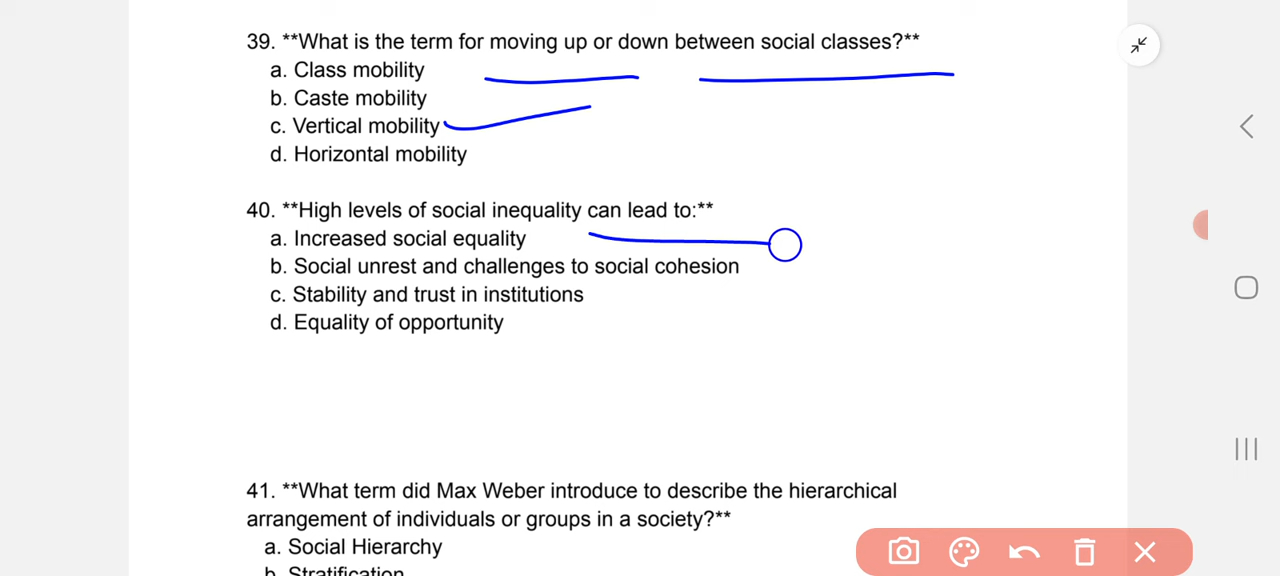 39. **What is the term for moving up or down between social classes?**
a. Class mobility
b. Caste mobility
c. Vertical mobility
d. Horizontal mobility
40. **High levels of social inequality can lead to:**
a. Increased social equality
b. Social unrest and challenges to social cohesion
c. Stability and trust in institutions
d. Equality of opportunity
41. **What term did Max Weber introduce to describe the hierarchical
arrangement of individuals or groups in a society?**
a. Social Hierarchy
b. Stratification